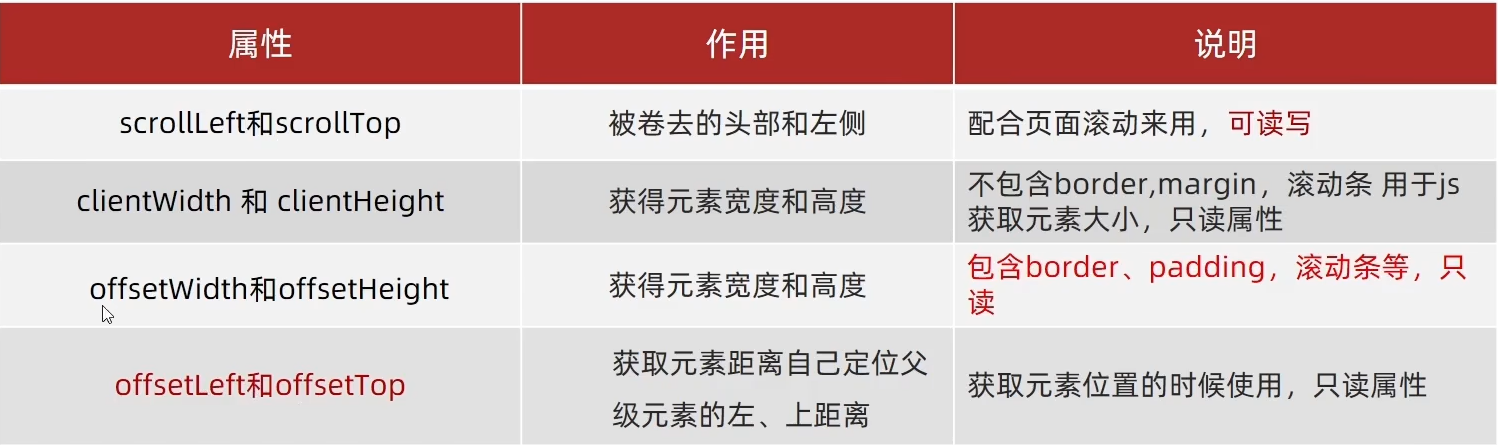 属性 作用 说明
scrollLeft和scrollTop 被卷去的头部和左侧 配合页面滚动来用，可读写
clientWidth 和 clientHeight 获得元素宽度和高度 不包含border,margin，滚动条 用于js
获取元素大小，只读属性
offsetWidth和offsetHeight 获得元素宽度和高度 包含border、padding，滚动条等，只
读
offsetLeft和offsetTop 获取元素距离自己定位父
级元素的左、上距离 获取元素位置的时候使用，只读属性